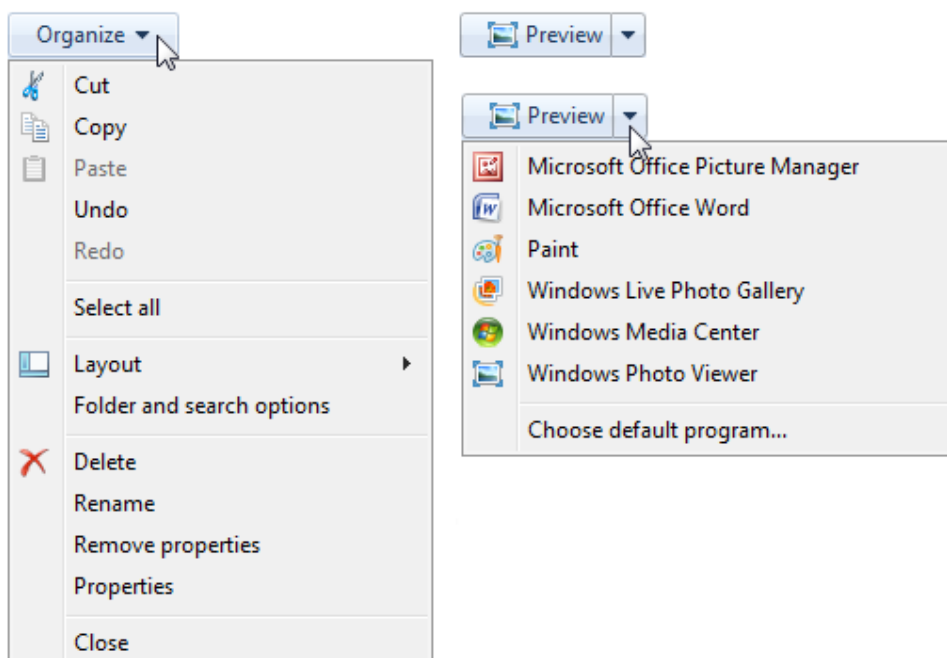 Organize
Cut
Copy
Paste
Undo
Redo
Select all
Layout
Folder and search options
Delete
Rename
Remove properties
Properties
Close
Preview
Preview
Microsoft Office Picture Manager
Microsoft Office Word
Paint
Windows Live Photo Gallery
Windows Media Center
Windows Photo Viewer
Choose default program...